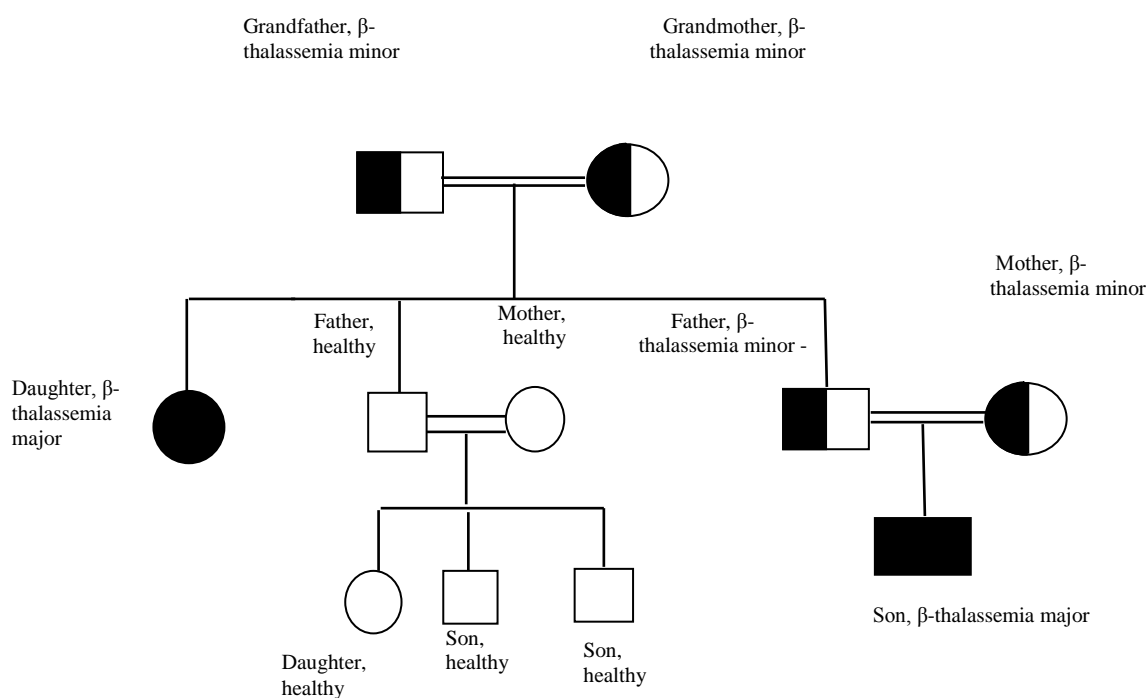 Grandfather, β-
thalassemia minor
Grandmother, β-
thalassemia minor
Mother, β-
thalassemia minor
Father,
healthy
Mother,
healthy
Father, β-
thalassemia minor -
Daughter, β-
thalassemia
major
Son, β-thalassemia major
Daughter,
healthy
Son,
healthy
Son,
healthy